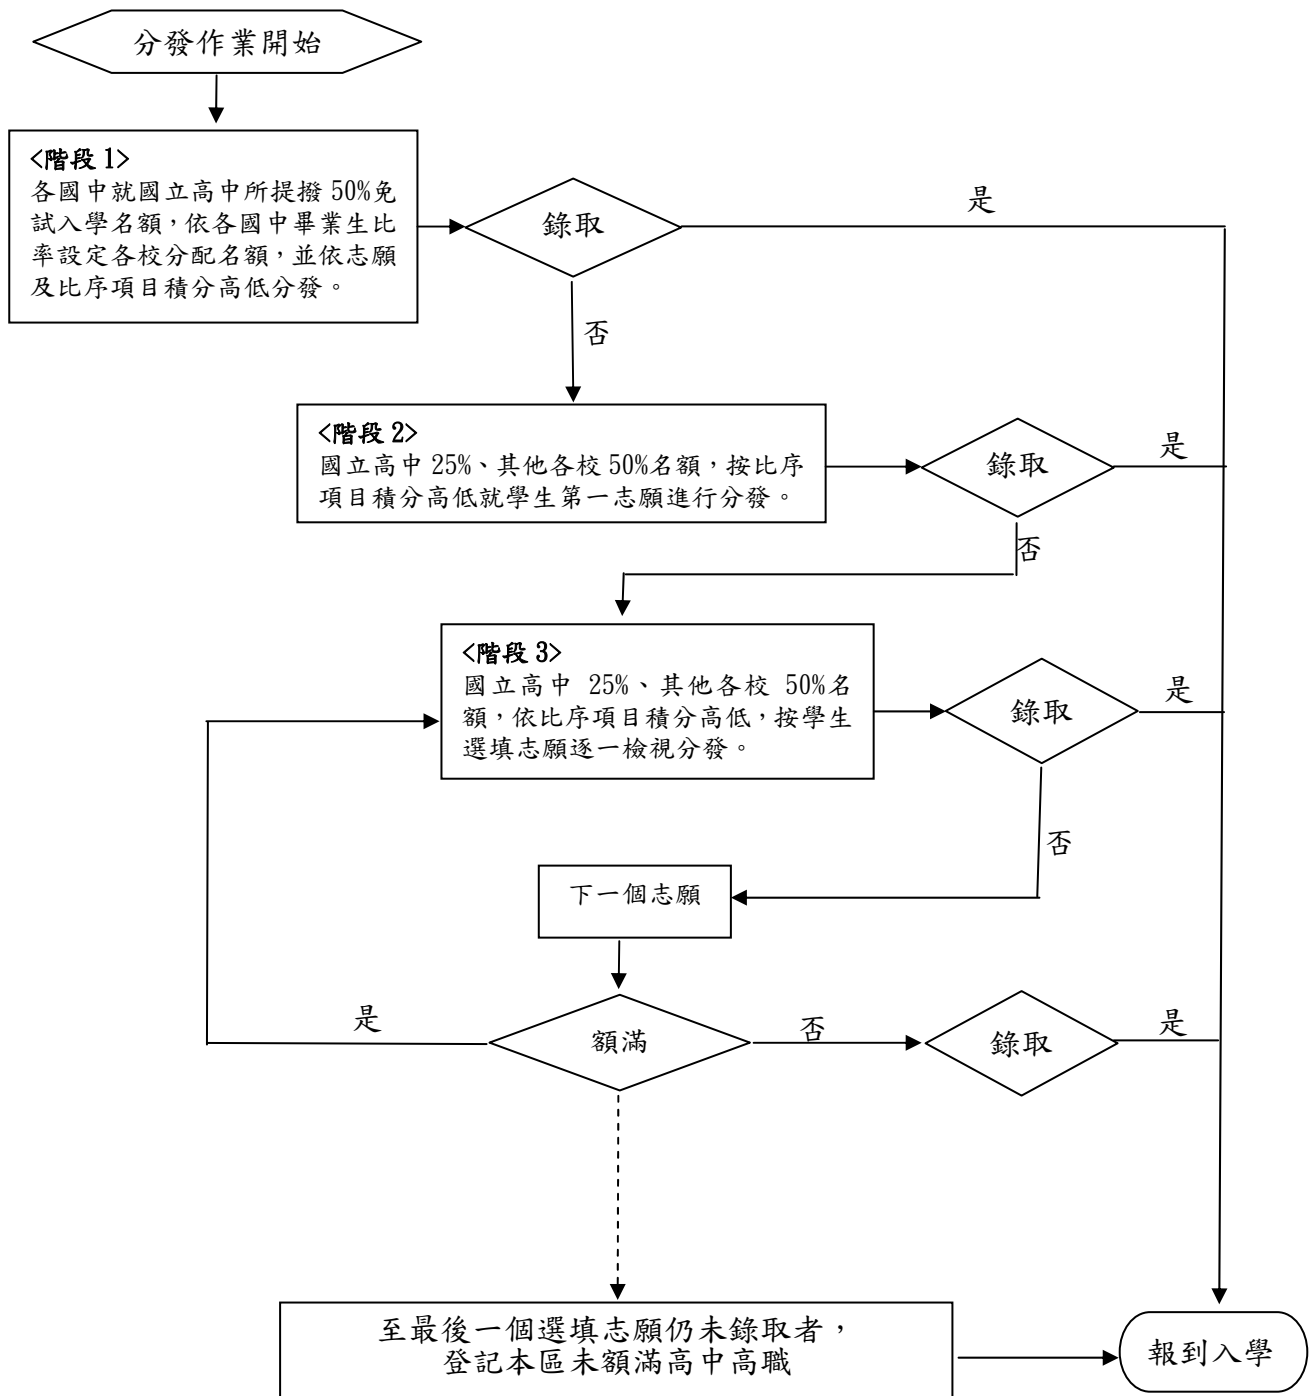 分發作業開始
<階段 1>
各國中就國立高中所提撥 50%免
試入學名額,依各國中畢業生比
率設定各校分配名額,並依志願
及比序項目積分高低分發。
錄取
是
否
<階段 2>
國立高中 25%、其他各校 50%名額,按比序
項目積分高低就學生第一志願進行分發。
錄取
是
否
<階段 3>
國立高中 25%、其他各校 50%名
額,依比序項目積分高低,按學生
選填志願逐一檢視分發。
錄取
是
否
下一個志願
額滿
是
否
錄取
是
至最後一個選填志願仍未錄取者,
登記本區未額滿高中高職
報到入學